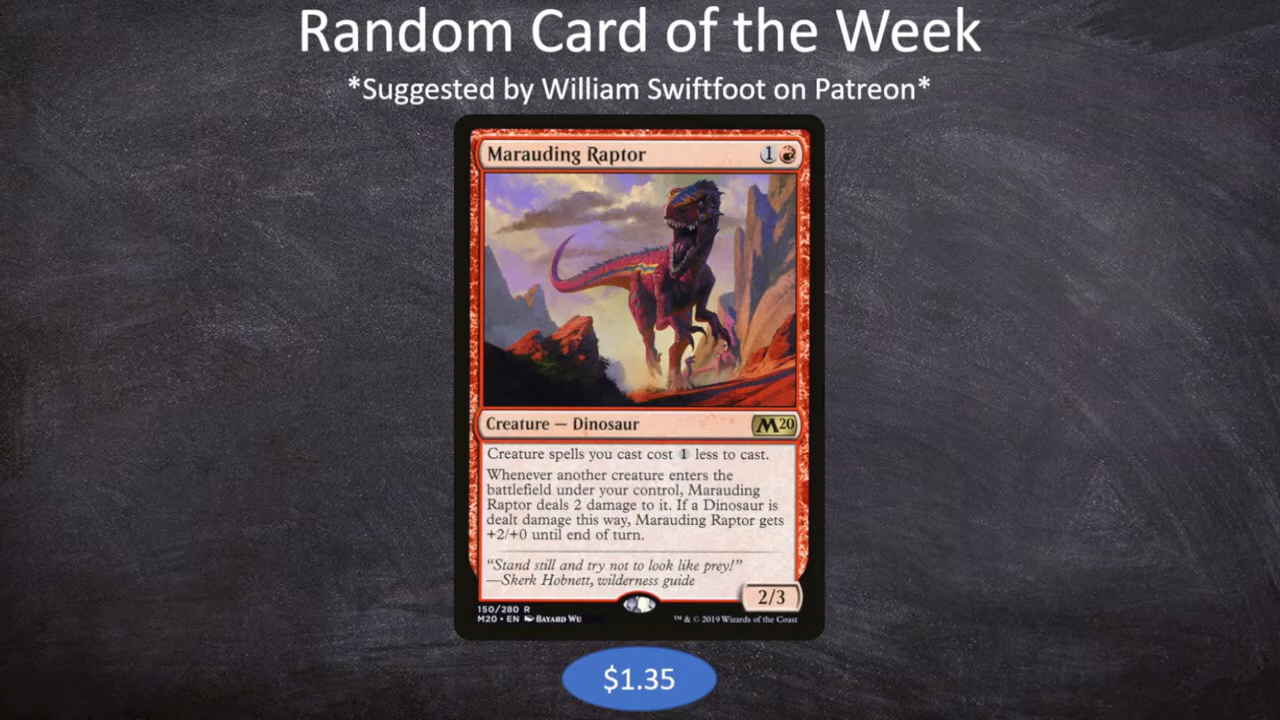 Random Card of the Week
*Suggested by William Swiftfoot on Patreon*
Marauding Raptor 1
Creature — Dinosaur M20
Creature spells you cast cost 1 less to cast.
Whenever another creature enters the
battlefield under your control, Marauding
Raptor deals 2 damage to it. If a Dinosaur is
dealt damage this way, Marauding Raptor gets
+2/+0 until end of turn.
"Stand still and try not to look like prey!"
—Skerk Hobnett, wilderness guide
2/3
150/280 R
M20 • EN BAYARD WU
™ & © 2019 Wizards of the Coast
$1.35